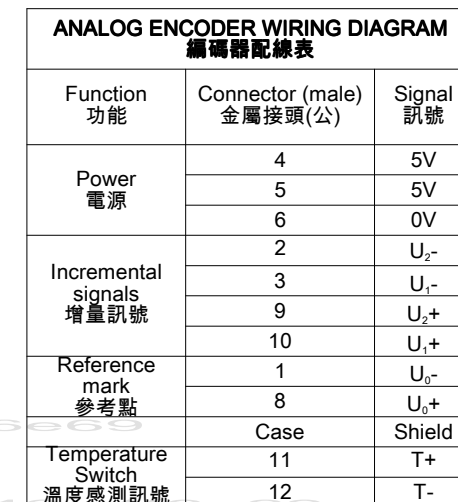 ANALOG ENCODER WIRING DIAGRAM
編碼器配線表
Function Connector (male) Signal
功能 金屬接頭(公) 訊號
Power
電源
4 5V
5 5V
6 0V
Incremental
signals
增量訊號
2 U₂-
3 U₁-
9 U₂+
10 U₁+
Reference
mark
參考點
1 U₀-
8 U₀+
Case Shield
Temperature
Switch
溫度感測訊號
11 T+
12 T-